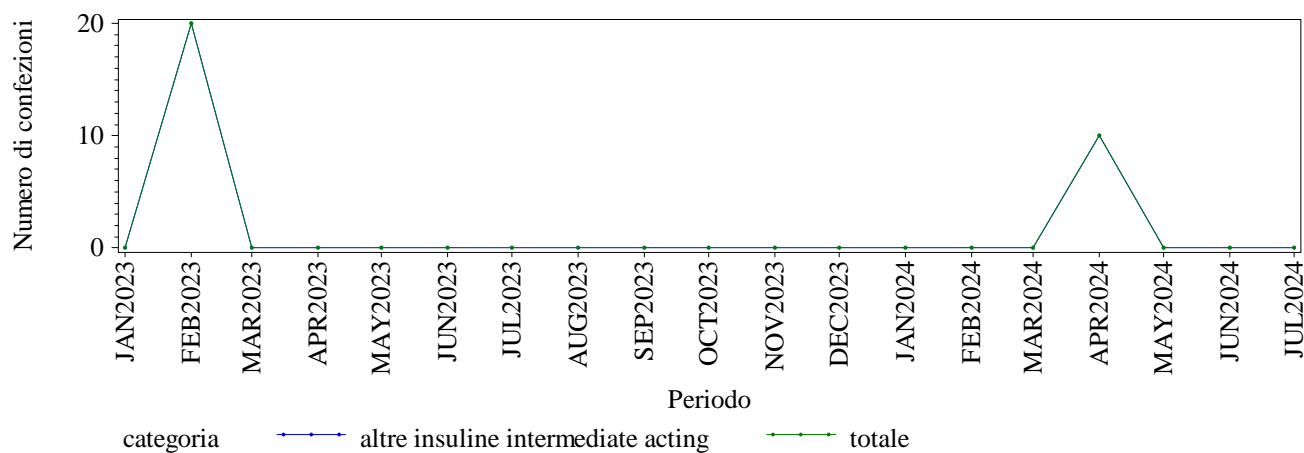 Numero di confezioni
20
10
0
JAN2023
FEB2023
MAR2023
APR2023
MAY2023
JUN2023
JUL2023
AUG2023
SEP2023
OCT2023
NOV2023
DEC2023
JAN2024
FEB2024
MAR2024
APR2024
MAY2024
JUN2024
JUL2024
Periodo
categoria altre insuline intermediate acting totale